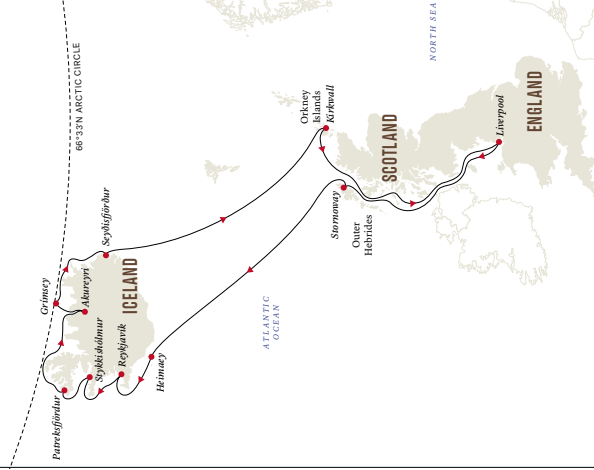 NORTH SEA
66°33'N ARCTIC CIRCLE
Orkney
Islands
Kirkwall
SCOTLAND
Liverpool
ENGLAND
Stornoway
Outer
Hebrides
Seyðisfjörður
Grímsey
Akureyri
ICELAND
Stykkishólmur
Reykjavík
Heimaey
Patreksfjörður
ATLANTIC
OCEAN